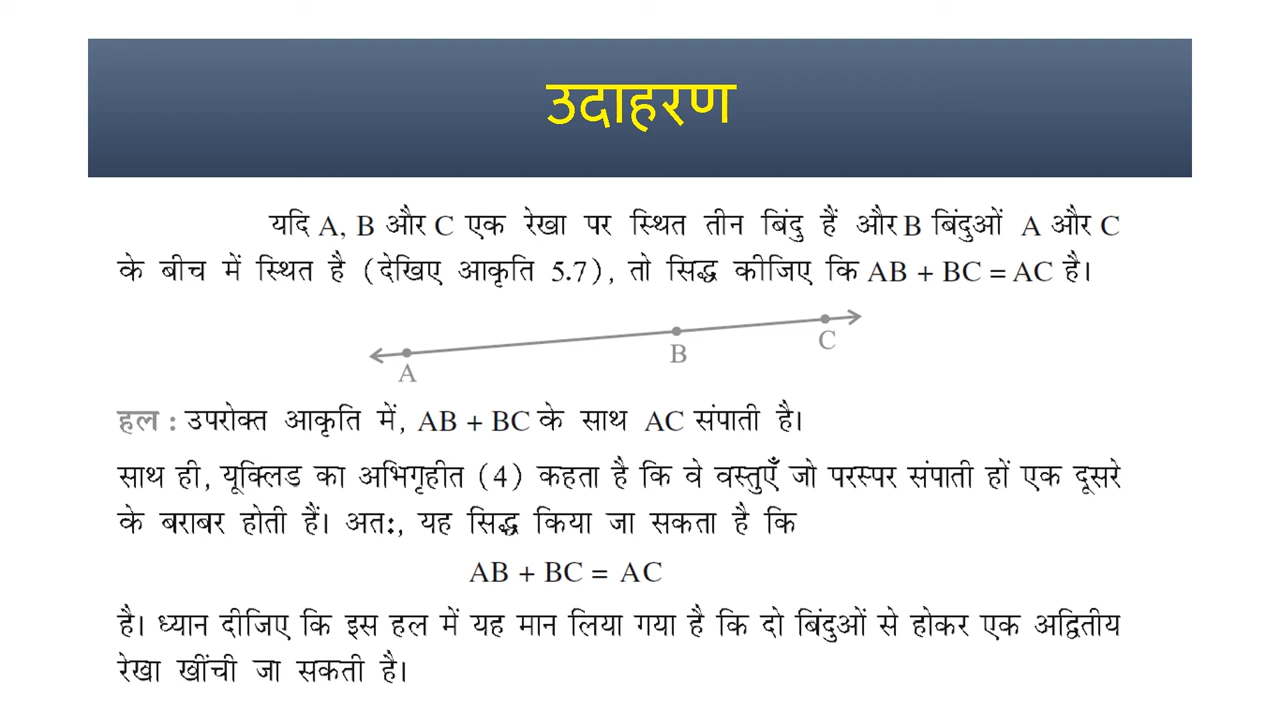 उदाहरण
यदि A, B और C एक रेखा पर स्थित तीन बिंदु हैं और B बिंदुओं A और C
के बीच में स्थित है (देखिए आकृति 5.7), तो सिद्ध कीजिए कि AB + BC = AC है।
A
B
C
हल : उपरोक्त आकृति में, AB + BC के साथ AC संपाती है।
साथ ही, यूक्लिड का अभिगृहीत (4) कहता है कि वे वस्तुएँ जो परस्पर संपाती हों एक दूसरे
के बराबर होती हैं। अतः, यह सिद्ध किया जा सकता है कि
AB + BC = AC
है। ध्यान दीजिए कि इस हल में यह मान लिया गया है कि दो बिंदुओं से होकर एक अद्वितीय
रेखा खींची जा सकती है।